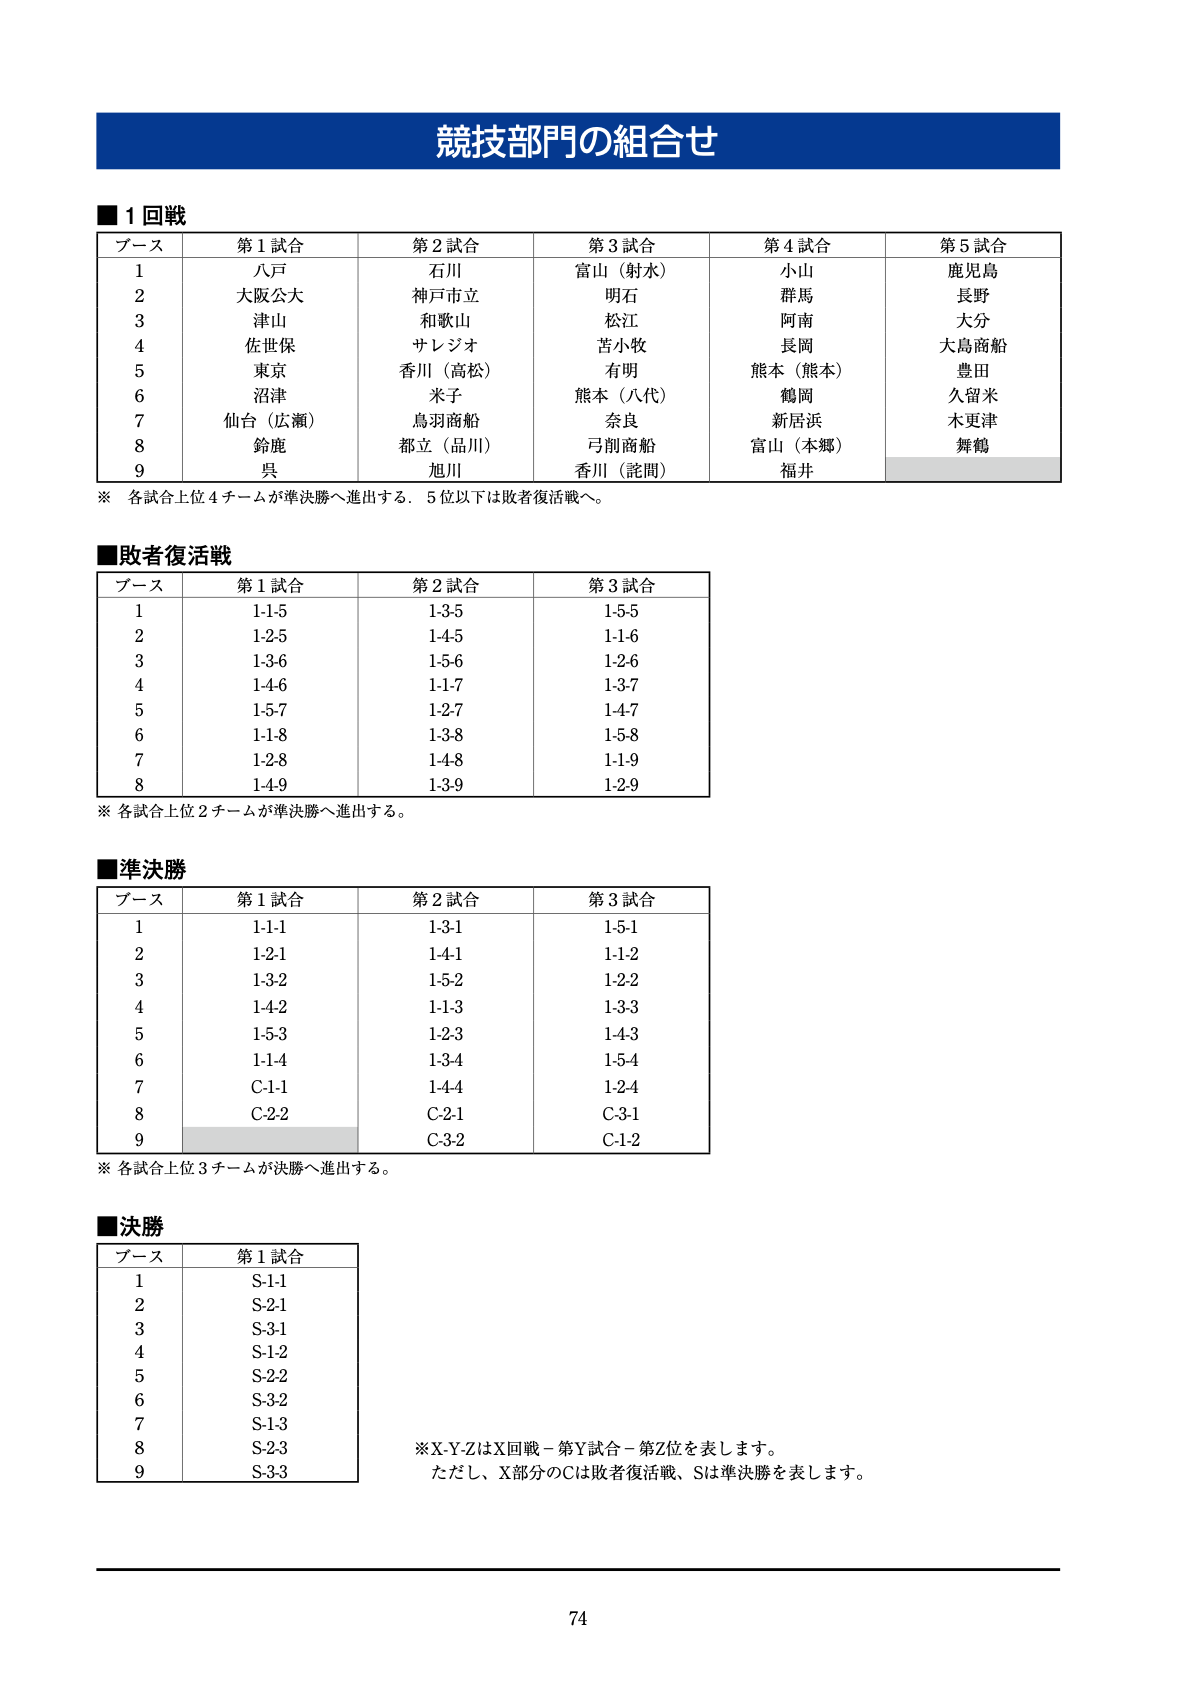 競技部門の組合せ
■ 1 回戦
ブース 第１試合 第２試合 第３試合 第４試合 第５試合
1 八戸 石川 富山（射水） 小山 鹿児島
2 大阪公大 神戸市立 明石 群馬 長野
3 津山 和歌山 松江 阿南 大分
4 佐世保 サレジオ 苫小牧 長岡 大島商船
5 東京 香川（高松） 有明 熊本（熊本） 豊田
6 沼津 米子 熊本（八代） 鶴岡 久留米
7 仙台（広瀬） 鳥羽商船 奈良 新居浜 木更津
8 鈴鹿 都立（品川） 弓削商船 富山（本郷） 舞鶴
9 呉 旭川 香川（詫間） 福井
※　各試合上位４チームが準決勝へ進出する．５位以下は敗者復活戦へ。
■敗者復活戦
ブース 第１試合 第２試合 第３試合
1 1-1-5 1-3-5 1-5-5
2 1-2-5 1-4-5 1-1-6
3 1-3-6 1-5-6 1-2-6
4 1-4-6 1-1-7 1-3-7
5 1-5-7 1-2-7 1-4-7
6 1-1-8 1-3-8 1-5-8
7 1-2-8 1-4-8 1-1-9
8 1-4-9 1-3-9 1-2-9
※ 各試合上位２チームが準決勝へ進出する。
■準決勝
ブース 第１試合 第２試合 第３試合
1 1-1-1 1-3-1 1-5-1
2 1-2-1 1-4-1 1-1-2
3 1-3-2 1-5-2 1-2-2
4 1-4-2 1-1-3 1-3-3
5 1-5-3 1-2-3 1-4-3
6 1-1-4 1-3-4 1-5-4
7 C-1-1 1-4-4 1-2-4
8 C-2-2 C-2-1 C-3-1
9 C-3-2 C-1-2
※ 各試合上位３チームが決勝へ進出する。
■決勝
ブース 第１試合
1 S-1-1
2 S-2-1
3 S-3-1
4 S-1-2
5 S-2-2
6 S-3-2
7 S-1-3
8 S-2-3
9 S-3-3
※X-Y-ZはX回戦－第Y試合－第Z位を表します。
ただし、X部分のCは敗者復活戦、Sは準決勝を表します。
74